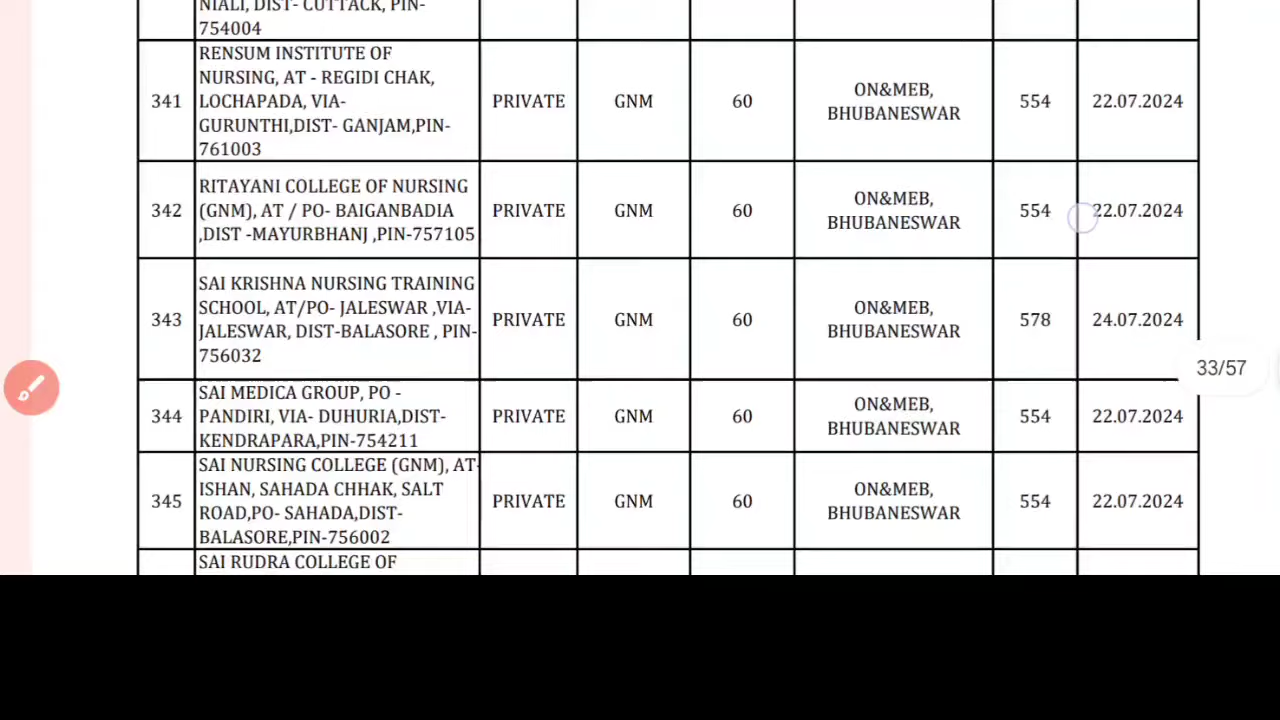 NIALI, DIST- CUTTACK, PIN-
754004
341
RENSUM INSTITUTE OF
NURSING, AT - REGIDI CHAK,
LOCHAPADA, VIA-
GURUNTHI,DIST- GANJAM,PIN-
761003
PRIVATE
GNM
60
ON&MEB,
BHUBANESWAR
554
22.07.2024
342
RITAYANI COLLEGE OF NURSING
(GNM), AT / PO- BAIGANBADIA
,DIST -MAYURBHANJ ,PIN-757105
PRIVATE
GNM
60
ON&MEB,
BHUBANESWAR
554
22.07.2024
343
SAI KRISHNA NURSING TRAINING
SCHOOL, AT/PO- JALESWAR ,VIA-
JALESWAR, DIST-BALASORE , PIN-
756032
PRIVATE
GNM
60
ON&MEB,
BHUBANESWAR
578
24.07.2024
33/57
344
SAI MEDICA GROUP, PO -
PANDIRI, VIA- DUHURIA,DIST-
KENDRAPARA,PIN-754211
PRIVATE
GNM
60
ON&MEB,
BHUBANESWAR
554
22.07.2024
345
SAI NURSING COLLEGE (GNM), AT-
ISHAN, SAHADA CHHAK, SALT
ROAD,PO- SAHADA,DIST-
BALASORE,PIN-756002
PRIVATE
GNM
60
ON&MEB,
BHUBANESWAR
554
22.07.2024
SAI RUDRA COLLEGE OF